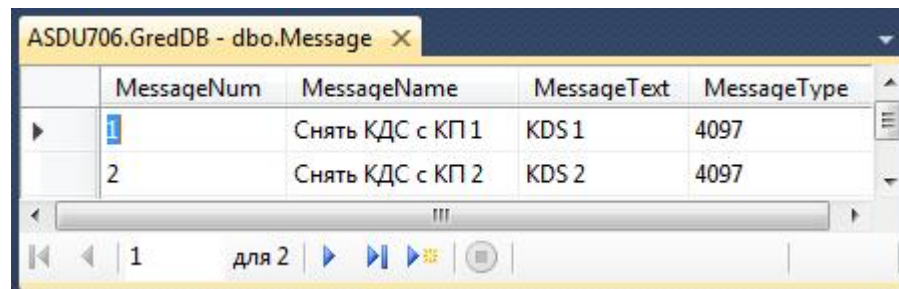 ASDU706.GredDB - dbo.Message
MessageNum MessageName MessageText MessageType
1 Снять КДС с КП 1 KDS 1 4097
2 Снять КДС с КП 2 KDS 2 4097
1 для 2